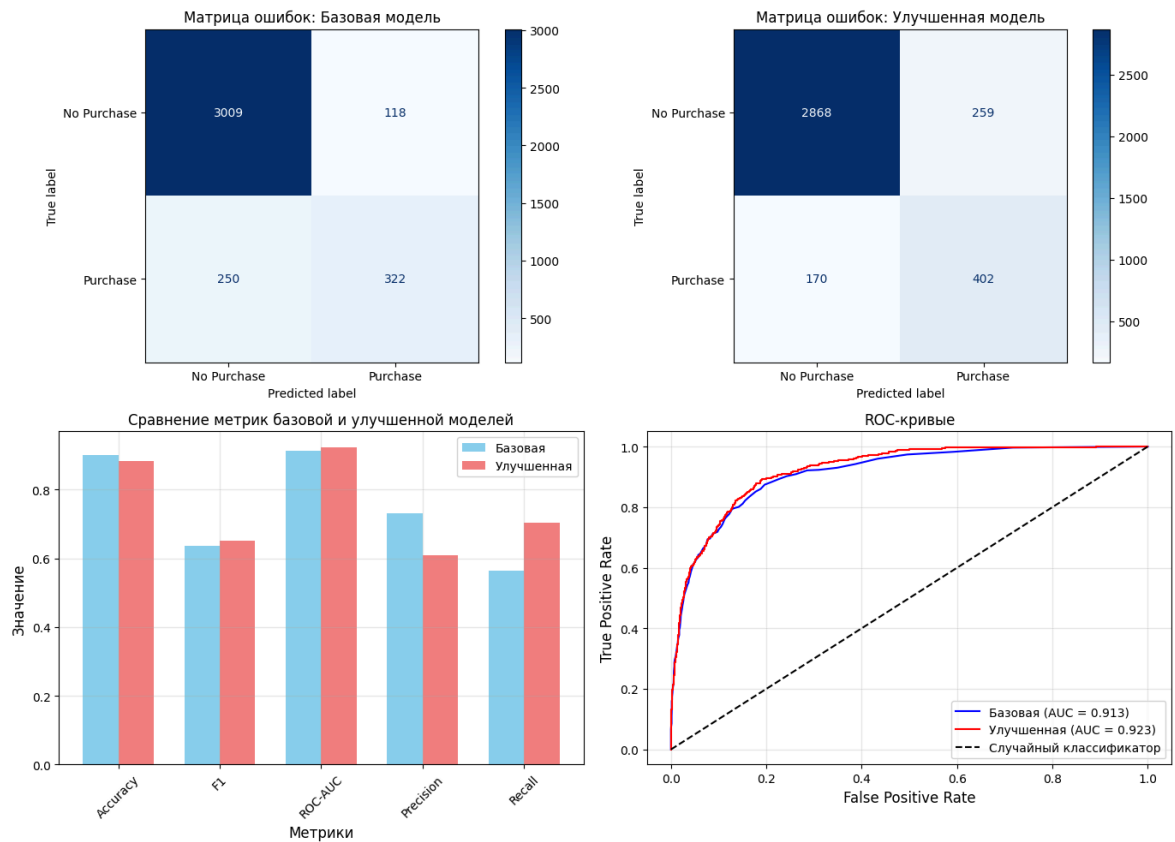 Матрица ошибок: Базовая модель
No Purchase
Purchase
True label
3009
118
250
322
No Purchase
Purchase
Predicted label
3000
2500
2000
1500
1000
500
Матрица ошибок: Улучшенная модель
No Purchase
Purchase
True label
2868
259
170
402
No Purchase
Purchase
Predicted label
2500
2000
1500
1000
500
Сравнение метрик базовой и улучшенной моделей
Базовая
Улучшенная
Значение
0.8
0.6
0.4
0.2
0.0
Accuracy
F1
ROC-AUC
Precision
Recall
Метрики
ROC-кривые
True Positive Rate
1.0
0.8
0.6
0.4
0.2
0.0
Базовая (AUC = 0.913)
Улучшенная (AUC = 0.923)
Случайный классификатор
0.0
0.2
0.4
0.6
0.8
1.0
False Positive Rate